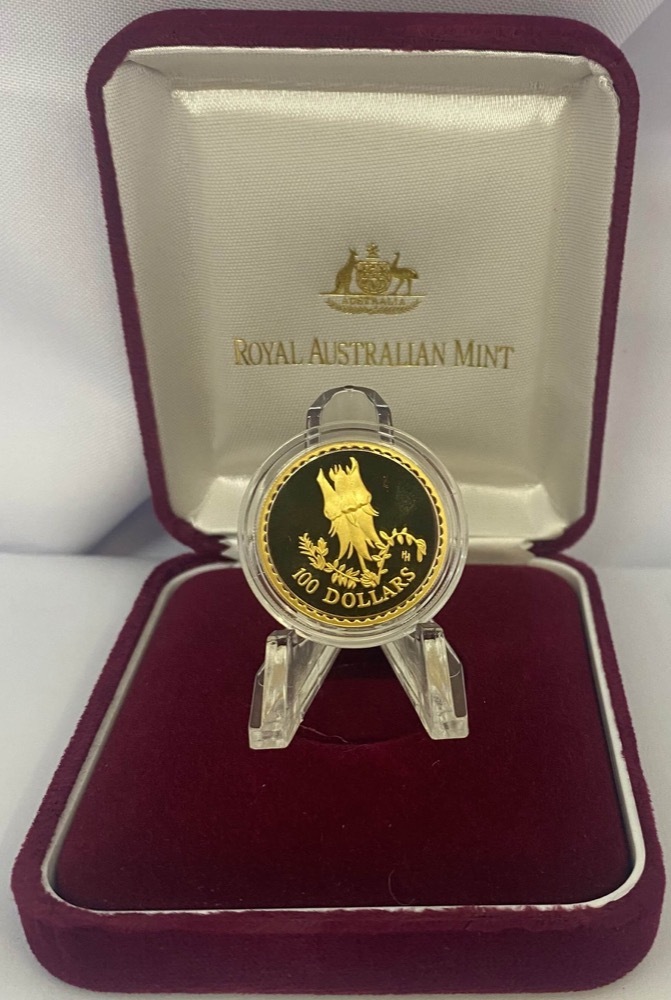 AUSTRALIA
ROYAL AUSTRALIAN MINT
100 DOLLARS
HH